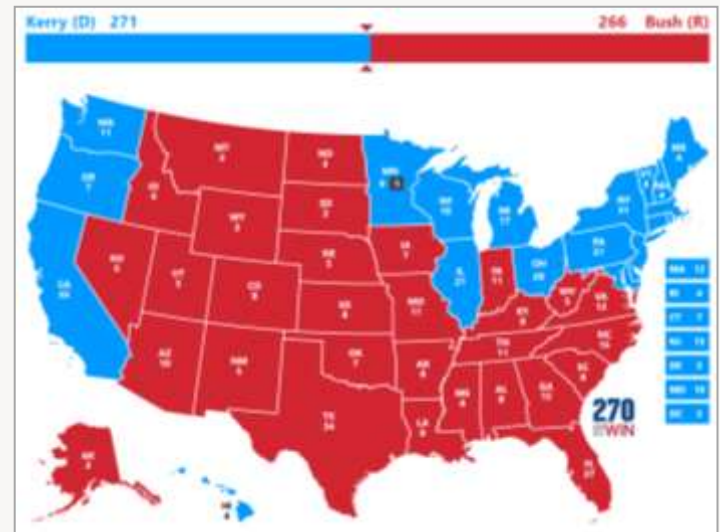 Kerry (D) 271
266 Bush (R)
WA
11
OR
7
CA
ID
4
MT
3
ND
3
MN
WY
3
SD
3
WI
10
MI
17
NY
31
ME
4
NV
5
UT
5
CO
9
NE
5
IA
7
IL
21
IN
11
OH
20
PA
21
WV
5
VA
13
KS
6
MO
11
KY
8
NC
15
AZ
10
NM
5
OK
7
AR
6
TN
11
SC
8
TX
34
LA
9
MS
6
AL
9
GA
15
FL
27
AK
3
HI
4
MA 12
RI 4
CT 7
NJ 15
DE 3
MD 10
DC 3
270
TO WIN